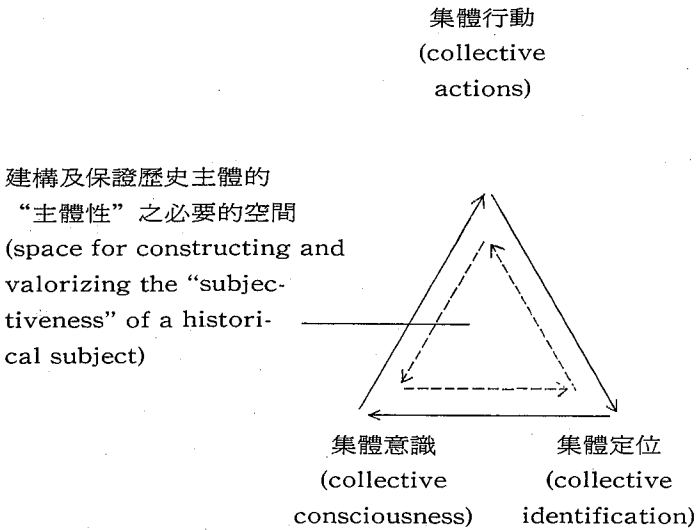 集體行動
(collective
actions)
建構及保證歷史主體的
“主體性”之必要的空間
(space for constructing and
valorizing the “subjec-
tiveness” of a histori-
cal subject)
集體意識
(collective
consciousness)
集體定位
(collective
identification)